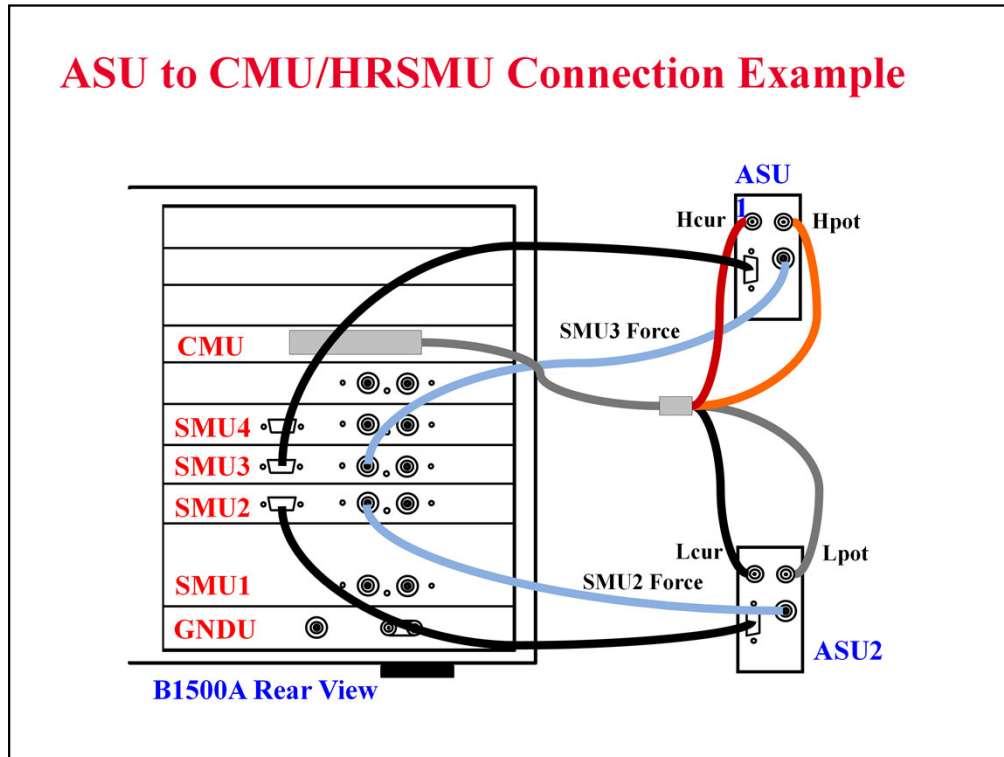 ASU to CMU/HRSMU Connection Example
ASU
1
Hcur
Hpot
SMU3 Force
CMU
SMU4
SMU3
SMU2
SMU1
GNDU
Lcur
Lpot
SMU2 Force
ASU2
B1500A Rear View